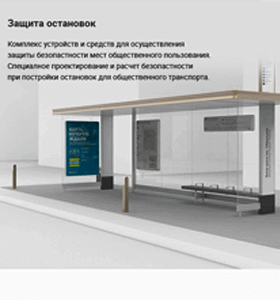 Защита остановок
Комплекс устройств и средств для осуществления
защиты безопасности мест общественного пользования.
Специальное проектирование и расчет безопасности
при постройки остановок для общественного транспорта.